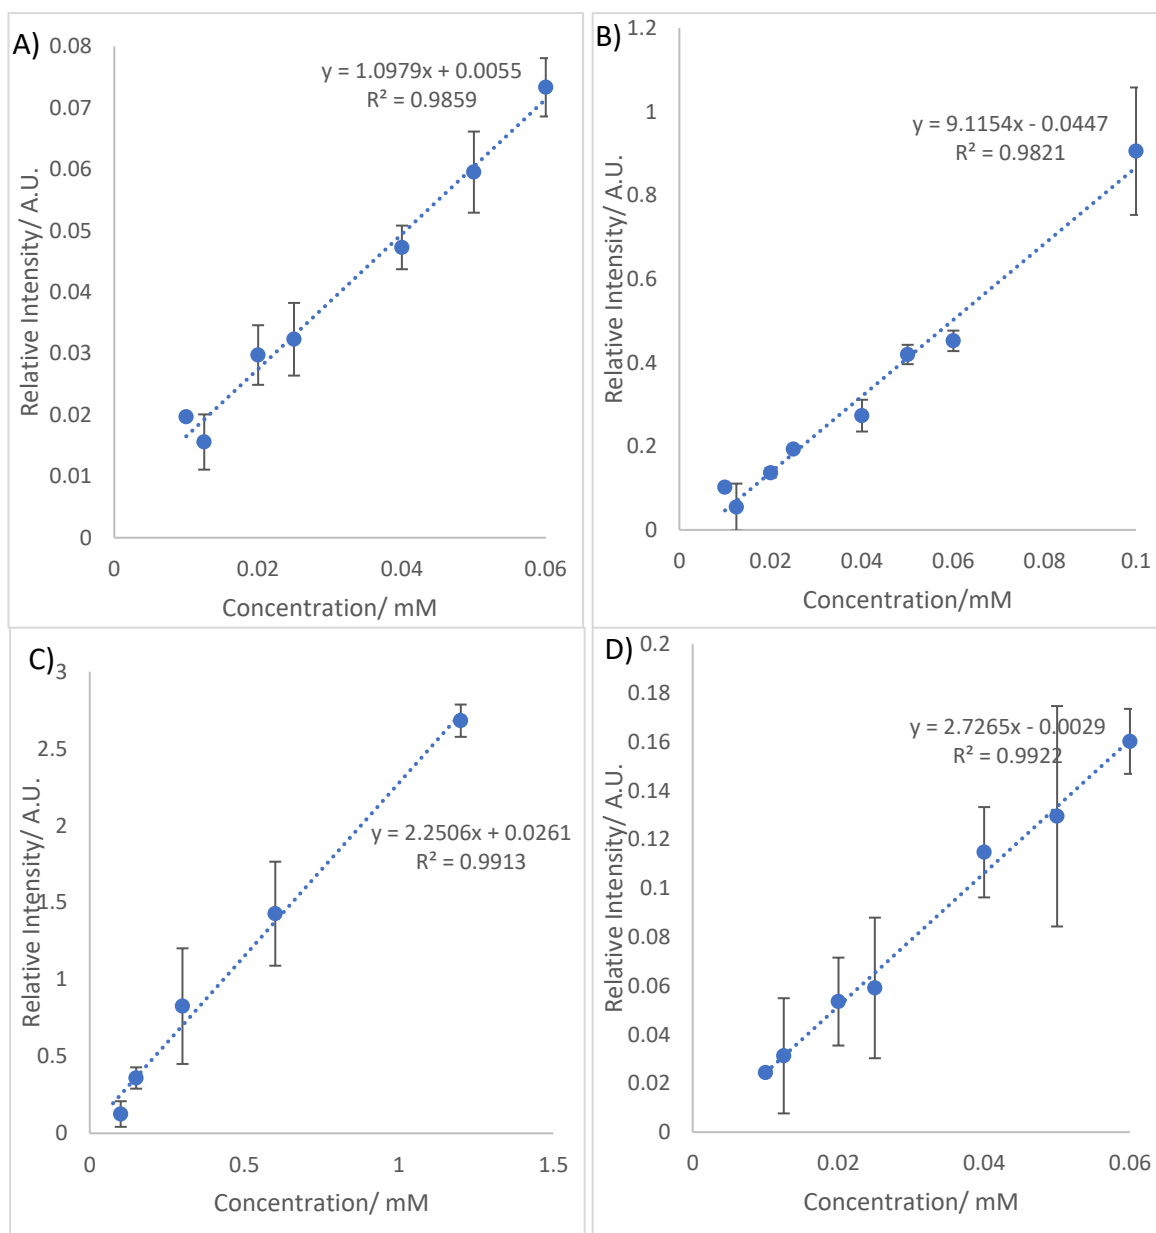 A)
y = 1.0979x + 0.0055
R² = 0.9859
Relative Intensity/ A.U.
0.08
0.07
0.06
0.05
0.04
0.03
0.02
0.01
0
0
0.02
0.04
0.06
Concentration/ mM
B)
y = 9.1154x - 0.0447
R² = 0.9821
Relative Intensity/ A.U.
1.2
1
0.8
0.6
0.4
0.2
0
0
0.02
0.04
0.06
0.08
0.1
Concentration/mM
C)
y = 2.2506x + 0.0261
R² = 0.9913
Relative Intensity/ A.U.
3
2.5
2
1.5
1
0.5
0
0
0.5
1
1.5
Concentration/ mM
D)
y = 2.7265x - 0.0029
R² = 0.9922
Relative Intensity/ A.U.
0.2
0.18
0.16
0.14
0.12
0.1
0.08
0.06
0.04
0.02
0
0
0.02
0.04
0.06
Concentration/ mM